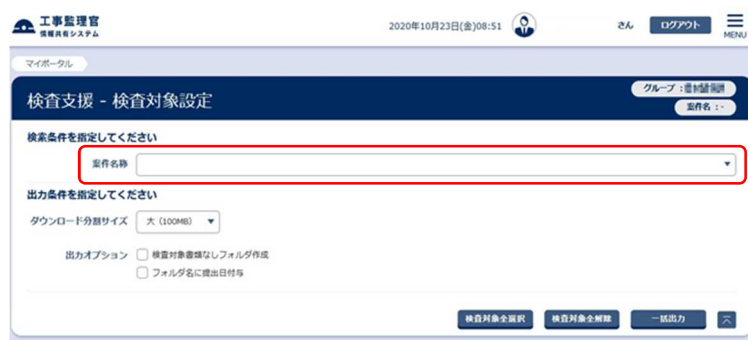 工事監理官
情報共有システム
2020年10月23日(金)08:51
さん
ログアウト
MENU
マイポータル
検査支援 - 検査対象設定
グループ :
案件名 : -
検索条件を指定してください
案件名称
出力条件を指定してください
ダウンロード分割サイズ 大 (100MB)
出力オプション 検査対象書類なしフォルダ作成
フォルダ名に提出日付与
検査対象全選択 検査対象全解除 一括出力